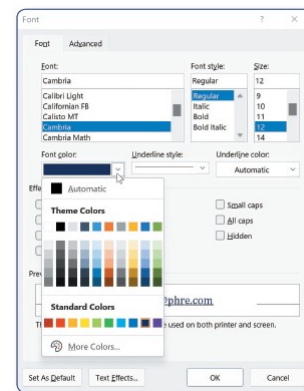 Font ? ×
Font Advanced
Font: Font style: Size:
Cambria Regular 12
Calibri Light Regular 9
Californian FB Italic 10
Calisto MT Bold 11
Cambria Bold Italic 12
Cambria Math 14
Font color: Underline style: Underline color:
Automatic
Automatic
Theme Colors
Small caps
All caps
Hidden
Standard Colors
@phre.com
used on both printer and screen.
More Colors...
Set As Default Text Effects... OK Cancel